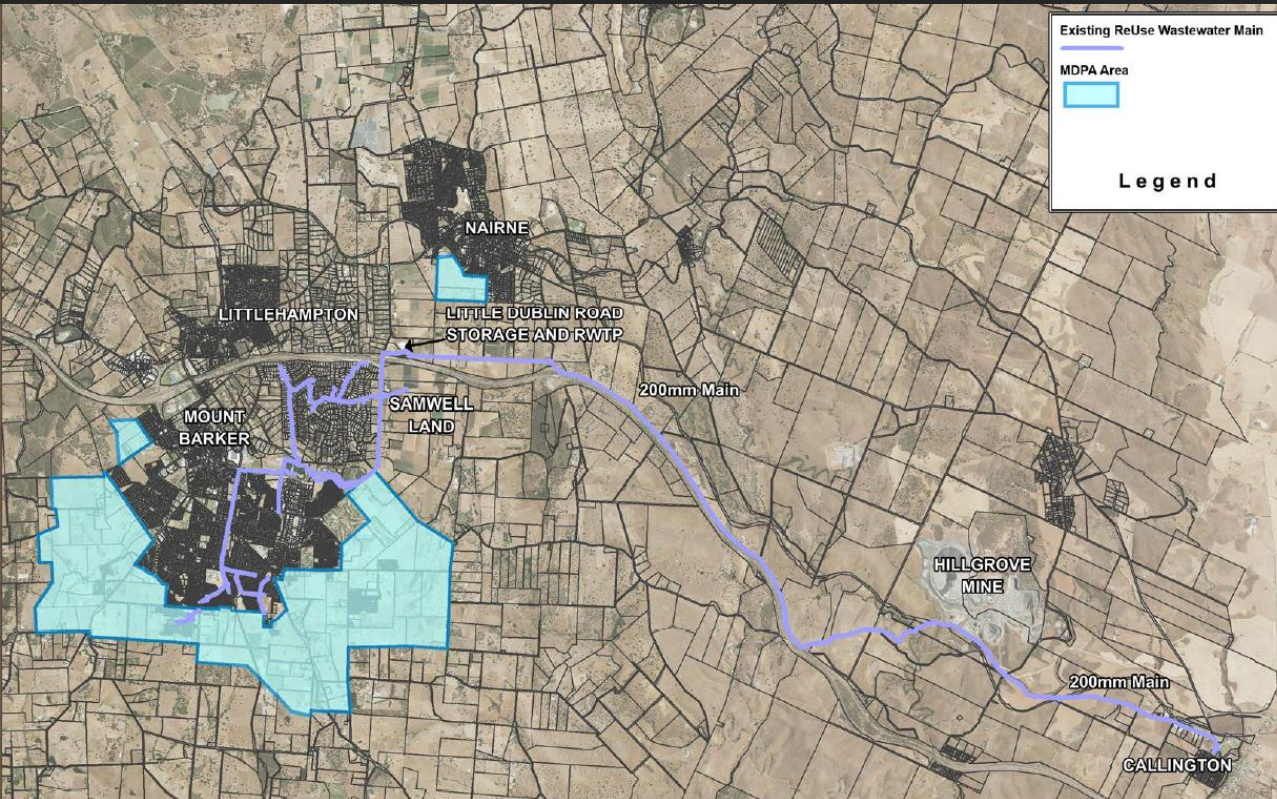 Existing ReUse Wastewater Main
MDPA Area
Legend
NAIRNE
LITTLEHAMPTON
LITTLE DUBLIN ROAD
STORAGE AND RWTP
200mm Main
SAMWELL
LAND
MOUNT
BARKER
HILLGROVE
MINE
200mm Main
CALLINGTON